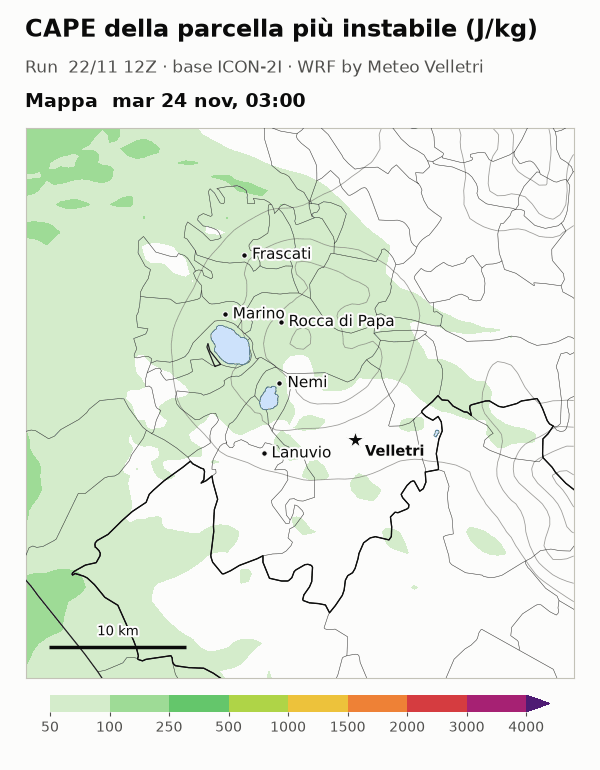 CAPE della parcella più instabile (J/kg)
Run  22/11 12Z · base ICON-2I · WRF by Meteo Velletri
Mappa  mar 24 nov, 03:00
Frascati
Marino
Rocca di Papa
Nemi
Velletri
Lanuvio
10 km
50 100 250 500 1000 1500 2000 3000 4000